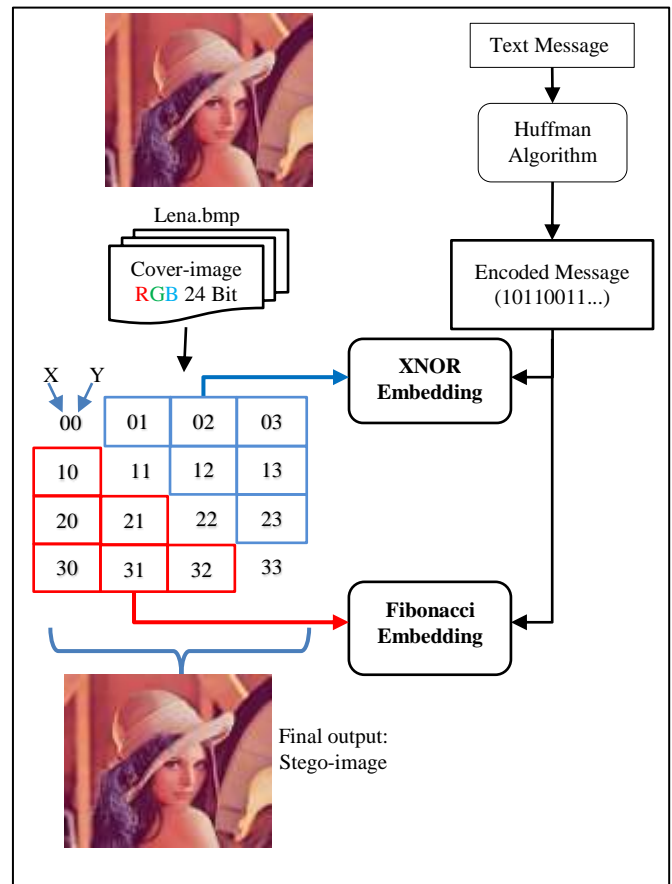 Text Message
Huffman
Algorithm
Lena.bmp
Cover-image
RGB 24 Bit
Encoded Message
(10110011...)
XNOR
Embedding
X Y
00 01 02 03
10 11 12 13
20 21 22 23
30 31 32 33
Fibonacci
Embedding
Final output:
Stego-image